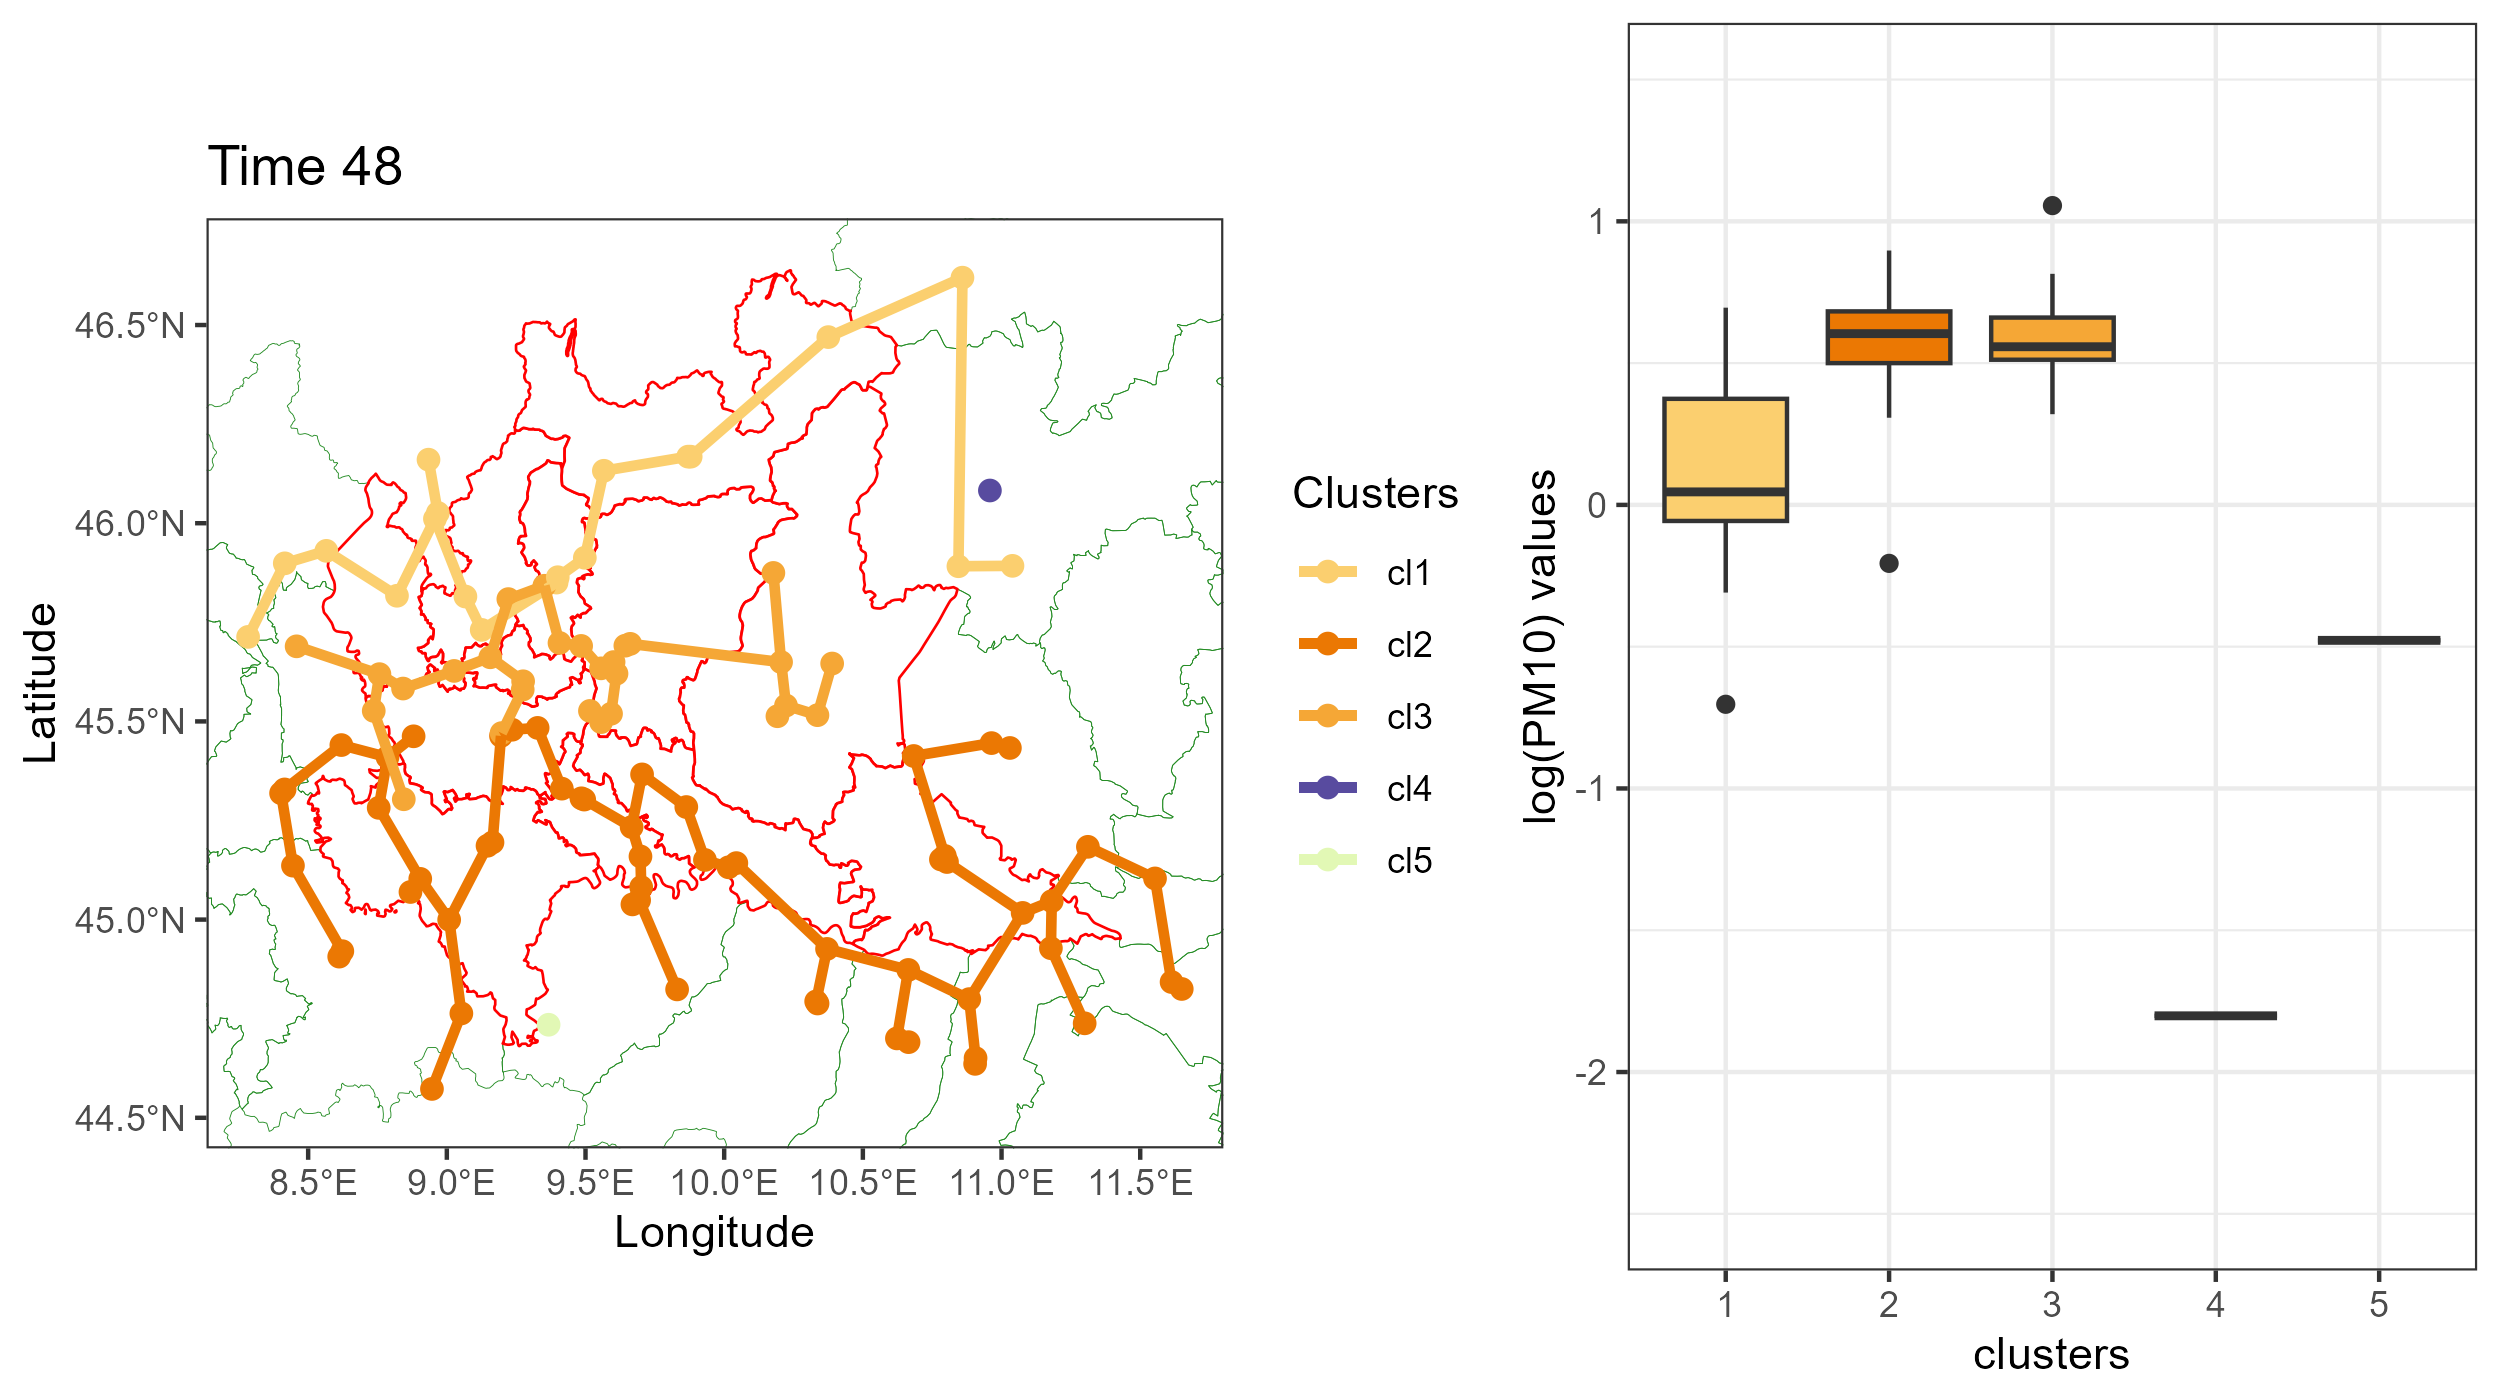 Time 48
46.5°N
46.0°N
45.5°N
45.0°N
44.5°N
Latitude
8.5°E 9.0°E 9.5°E 10.0°E 10.5°E 11.0°E 11.5°E
Longitude
Clusters
cl1
cl2
cl3
cl4
cl5
log(PM10) values
1
0
-1
-2
1 2 3 4 5
clusters